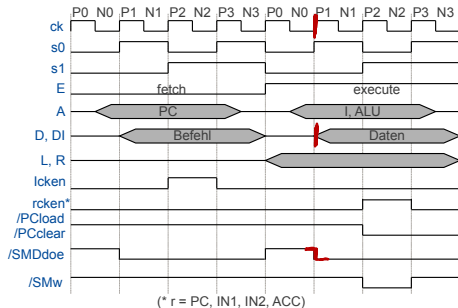 P0 N0 P1 N1 P2 N2 P3 N3 P0 N0 P1 N1 P2 N2 P3 N3
ck
s0
s1
E fetch execute
A PC I, ALU
D, DI Befehl Daten
L, R
Icken
rcken*
/PCload
/PCclear
/SMDdoe
/SMw
(* r = PC, IN1, IN2, ACC)